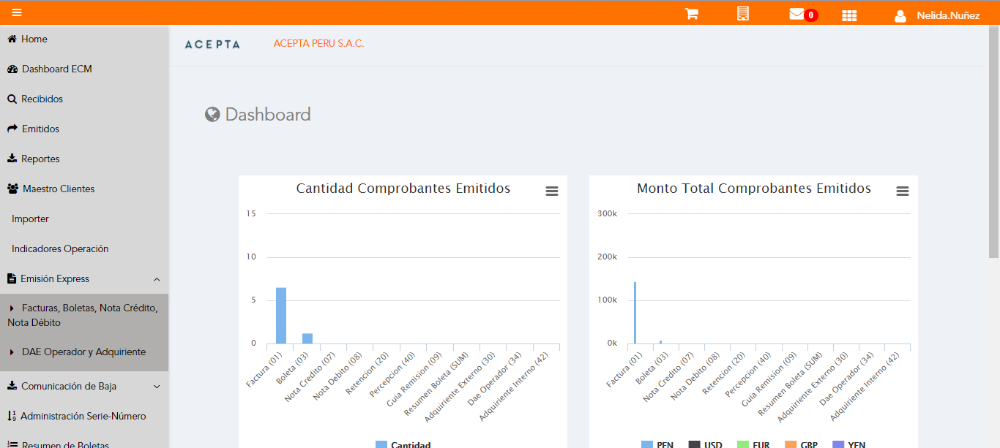 0
Nelida.Nuñez
Home
Dashboard ECM
Recibidos
Emitidos
Reportes
Maestro Clientes
Importer
Indicadores Operación
Emisión Express
Facturas, Boletas, Nota Crédito,
Nota Débito
DAE Operador y Adquiriente
Comunicación de Baja
Administración Serie-Número
Resumen de Boletas
ACEPTA
ACEPTA PERU S.A.C.
Dashboard
Cantidad Comprobantes Emitidos
15
10
5
0
Factura (01)
Boleta (03)
Nota Credito (07)
Nota Debito (08)
Retencion (20)
Percepcion (40)
Guia Remision (09)
Resumen Boleta (SUM)
Adquiriente Externo (30)
Dae Operador (34)
Adquiriente Interno (42)
Cantidad
Monto Total Comprobantes Emitidos
300k
200k
100k
0k
Factura (01)
Boleta (03)
Nota Credito (07)
Nota Debito (08)
Retencion (20)
Percepcion (40)
Guia Remision (09)
Resumen Boleta (SUM)
Adquiriente Externo (30)
Dae Operador (34)
Adquiriente Interno (42)
PEN USD EUR GBP YEN